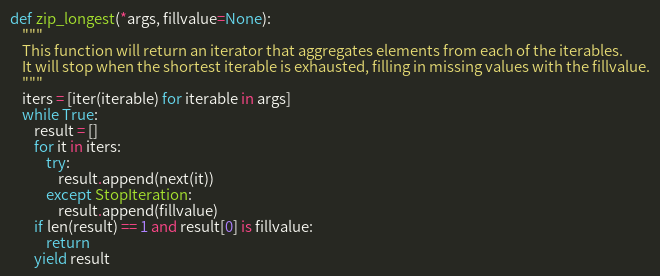 def zip_longest(*args, fillvalue=None):
    """
    This function will return an iterator that aggregates elements from each of the iterables.
    It will stop when the shortest iterable is exhausted, filling in missing values with the fillvalue.
    """
    iters = [iter(iterable) for iterable in args]
    while True:
        result = []
        for it in iters:
            try:
                result.append(next(it))
            except StopIteration:
                result.append(fillvalue)
        if len(result) == 1 and result[0] is fillvalue:
            return
        yield result